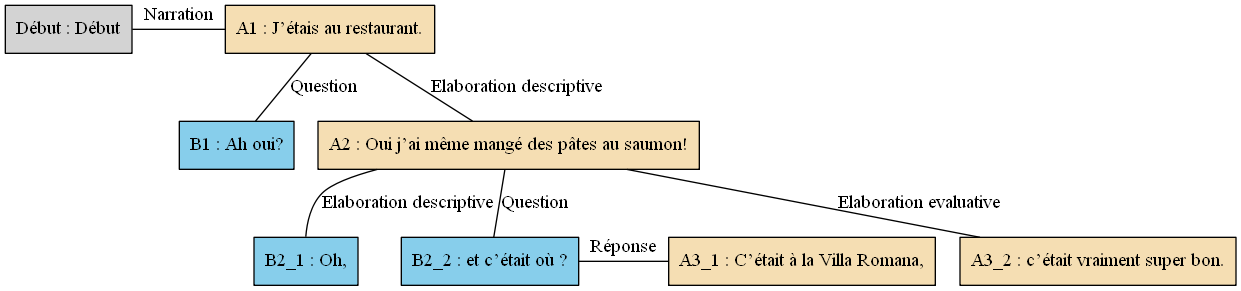 Début : Début
Narration
A1 : J’étais au restaurant.
Question
Elaboration descriptive
B1 : Ah oui?
A2 : Oui j’ai même mangé des pâtes au saumon!
Elaboration descriptive
Question
Elaboration evaluative
B2_1 : Oh,
B2_2 : et c’était où ?
Réponse
A3_1 : C’était à la Villa Romana,
A3_2 : c’était vraiment super bon.